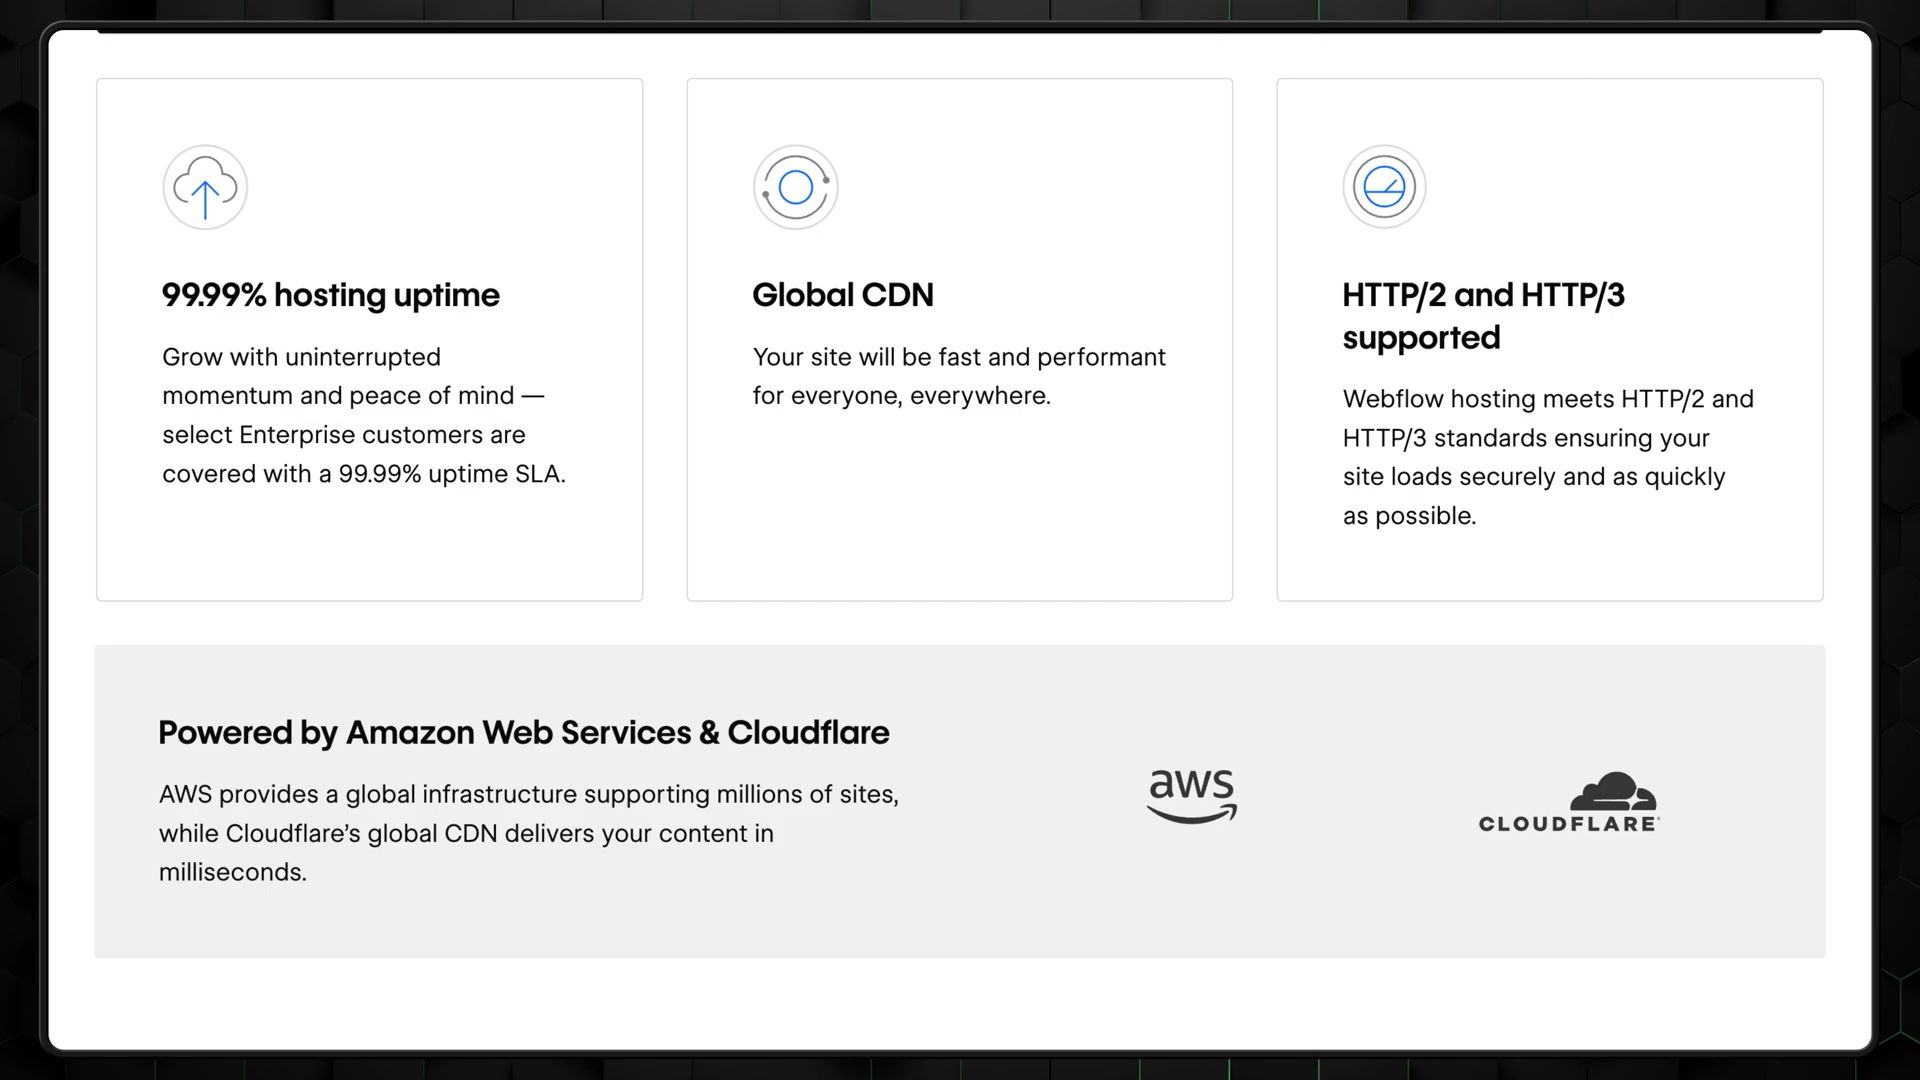 99.99% hosting uptime
Grow with uninterrupted
momentum and peace of mind —
select Enterprise customers are
covered with a 99.99% uptime SLA.
Global CDN
Your site will be fast and performant
for everyone, everywhere.
HTTP/2 and HTTP/3
supported
Webflow hosting meets HTTP/2 and
HTTP/3 standards ensuring your
site loads securely and as quickly
as possible.
Powered by Amazon Web Services & Cloudflare
AWS provides a global infrastructure supporting millions of sites,
while Cloudflare’s global CDN delivers your content in
milliseconds.
aws
CLOUDFLARE